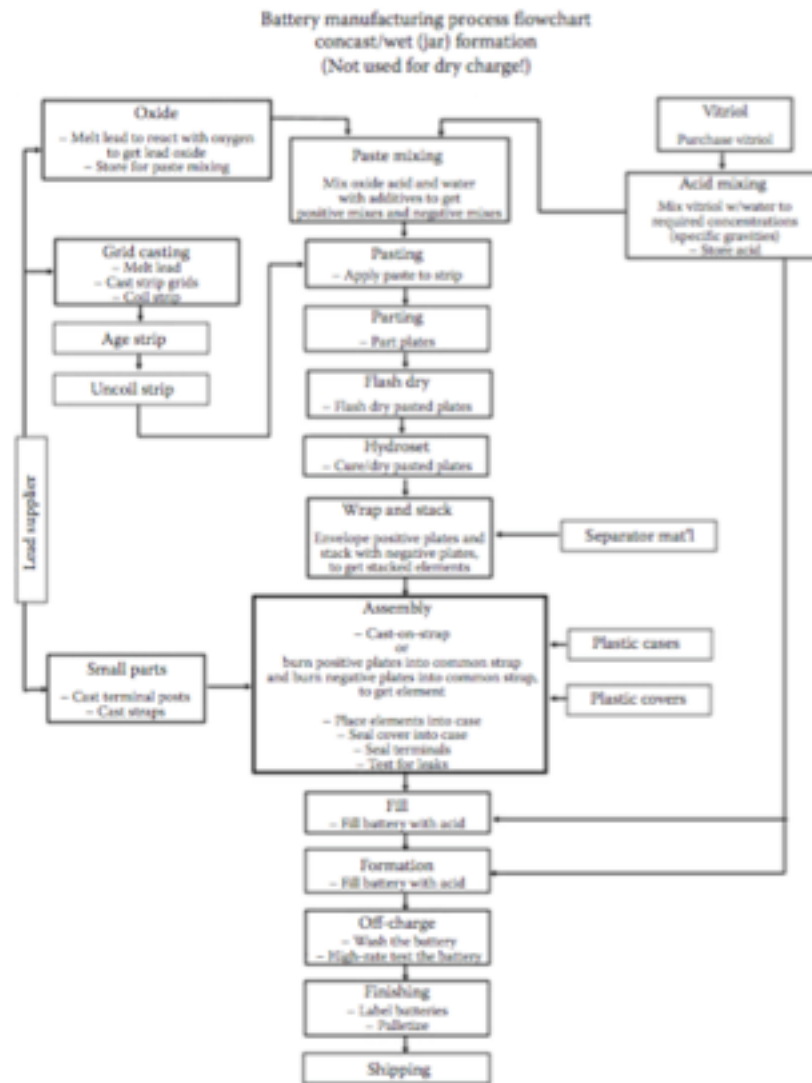 Battery manufacturing process flowchart
concast/wet (jar) formation
(Not used for dry charge!)
Oxide
– Melt lead to react with oxygen
to get lead oxide
– Store for paste mixing
Vitriol
Purchase vitriol
Paste mixing
Mix oxide acid and water
with additives to get
positive mixes and negative mixes
Acid mixing
Mix vitriol w/water to
required concentrations
(specific gravities)
– Store acid
Grid casting
– Melt lead
– Cast strip grids
– Coil strip
Pasting
– Apply paste to strip
Age strip
Parting
– Part plates
Uncoil strip
Flash dry
– Flash dry pasted plates
Hydroset
– Cure/dry pasted plates
Lead supplier
Wrap and stack
Envelope positive plates and
stack with negative plates,
to get stacked elements
Separator mat'l
Assembly
– Cast-on-strap
or
burn positive plates into common strap
and burn negative plates into common strap,
to get element
– Place elements into case
– Seal cover into case
– Seal terminals
– Test for leaks
Plastic cases
Plastic covers
Small parts
– Cast terminal posts
– Cast straps
Fill
– Fill battery with acid
Formation
– Fill battery with acid
Off-charge
– Wash the battery
– High-rate test the battery
Finishing
– Label batteries
– Palletize
Shipping